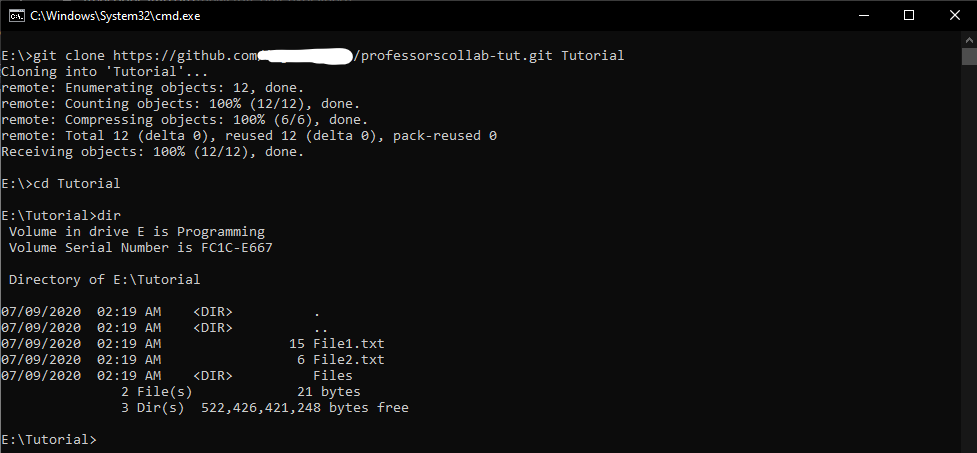 C:\Windows\System32\cmd.exe
E:\>git clone https://github.com /professorscollab-tut.git Tutorial
Cloning into 'Tutorial'...
remote: Enumerating objects: 12, done.
remote: Counting objects: 100% (12/12), done.
remote: Compressing objects: 100% (6/6), done.
remote: Total 12 (delta 0), reused 12 (delta 0), pack-reused 0
Receiving objects: 100% (12/12), done.
E:\>cd Tutorial
E:\Tutorial>dir
Volume in drive E is Programming
Volume Serial Number is FC1C-E667
Directory of E:\Tutorial
07/09/2020  02:19 AM    <DIR>          .
07/09/2020  02:19 AM    <DIR>          ..
07/09/2020  02:19 AM                15 File1.txt
07/09/2020  02:19 AM                 6 File2.txt
07/09/2020  02:19 AM    <DIR>          Files
2 File(s)             21 bytes
3 Dir(s)  522,426,421,248 bytes free
E:\Tutorial>